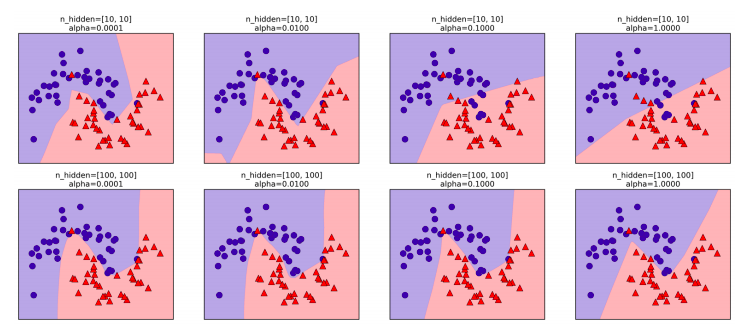 n_hidden=[10, 10]
alpha=0.0001
n_hidden=[10, 10]
alpha=0.0100
n_hidden=[10, 10]
alpha=0.1000
n_hidden=[10, 10]
alpha=1.0000
n_hidden=[100, 100]
alpha=0.0001
n_hidden=[100, 100]
alpha=0.0100
n_hidden=[100, 100]
alpha=0.1000
n_hidden=[100, 100]
alpha=1.0000